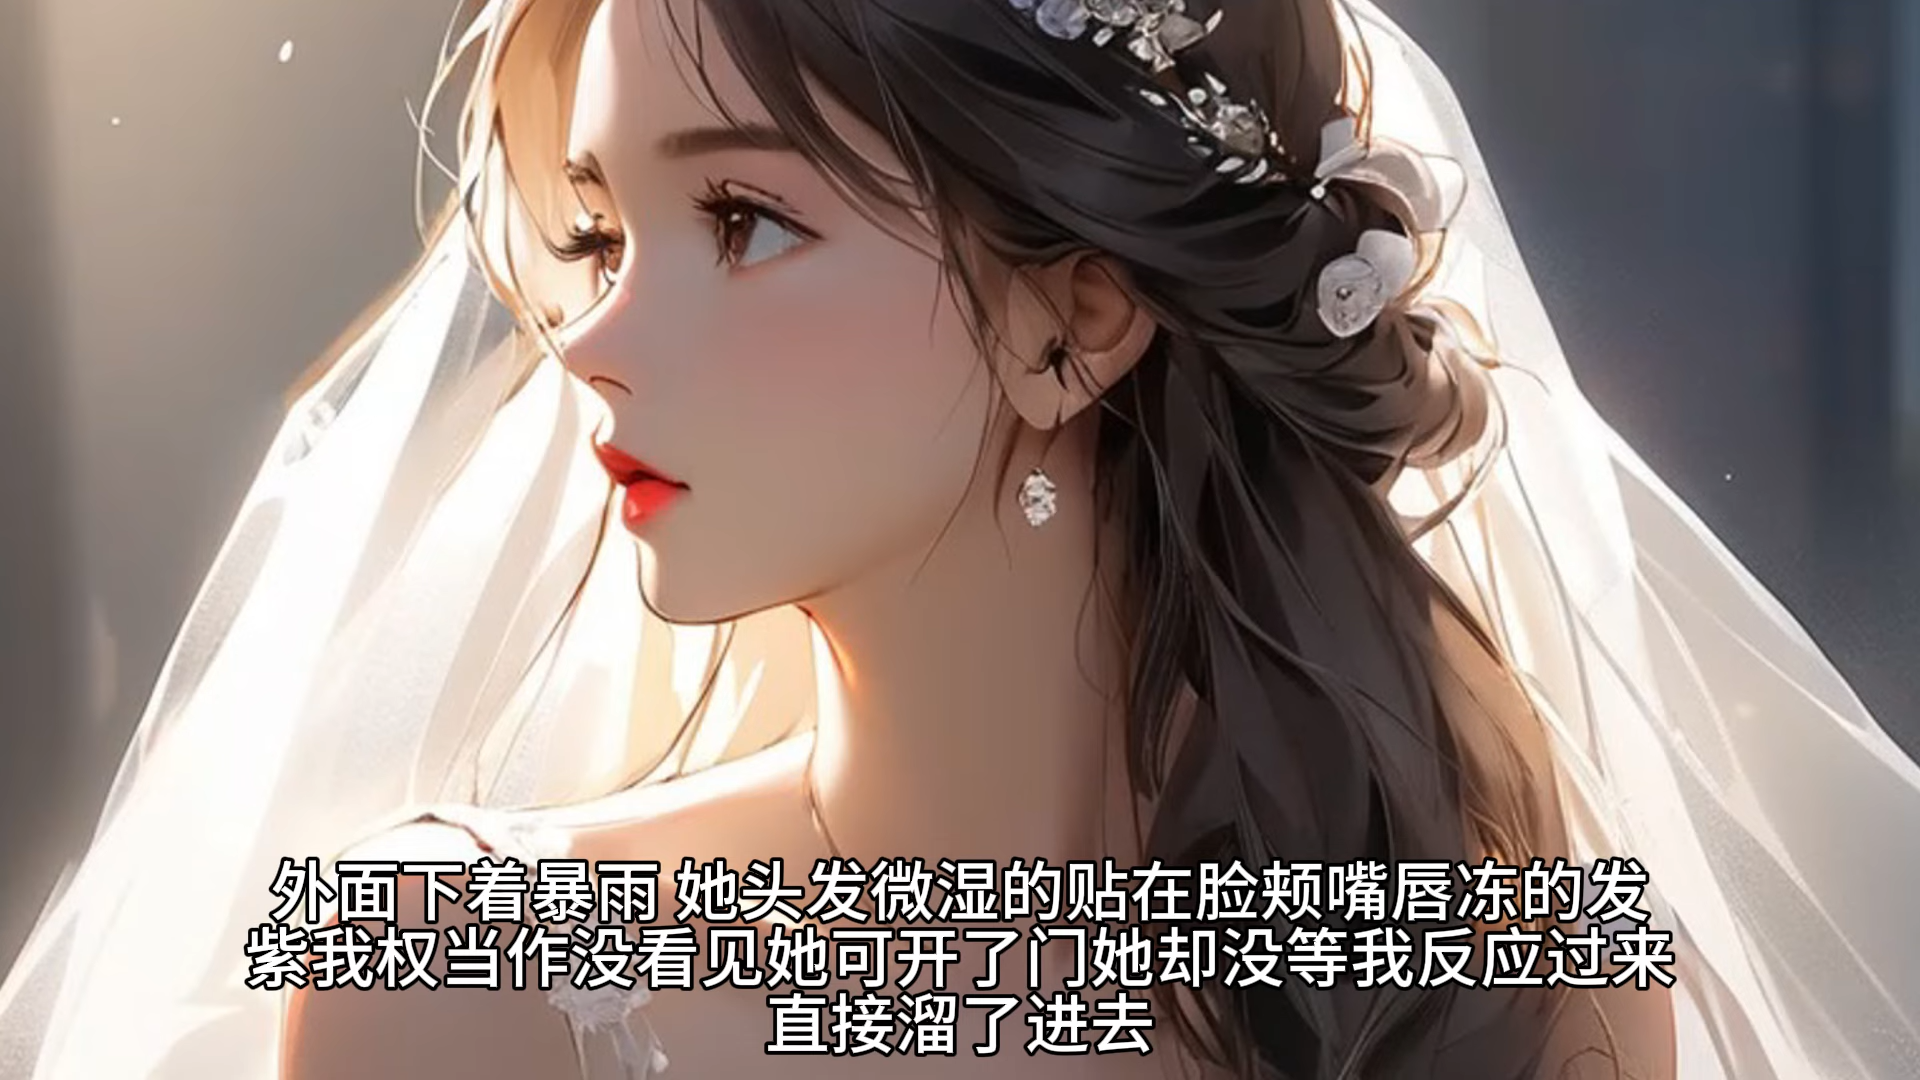 外面下着暴雨 她头发微湿的贴在脸颊嘴唇冻的发
紫我权当作没看见她可开了门她却没等我反应过来
直接溜了进去